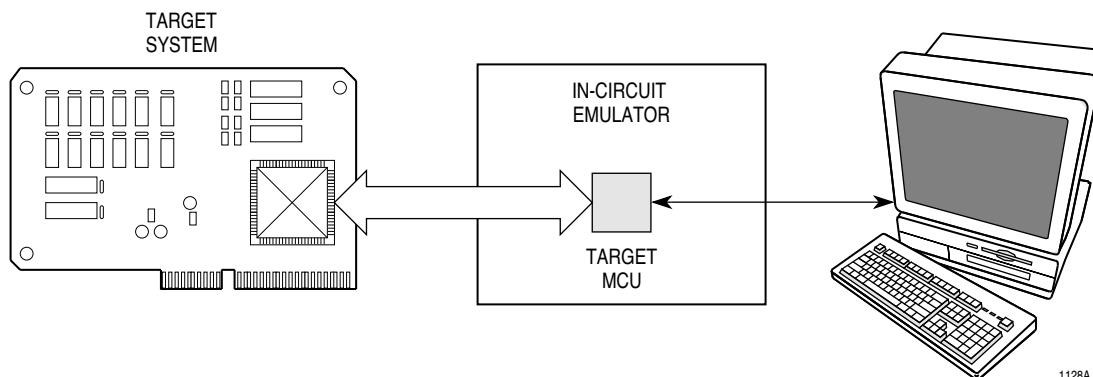 TARGET
SYSTEM
IN-CIRCUIT
EMULATOR
TARGET
MCU
1128A